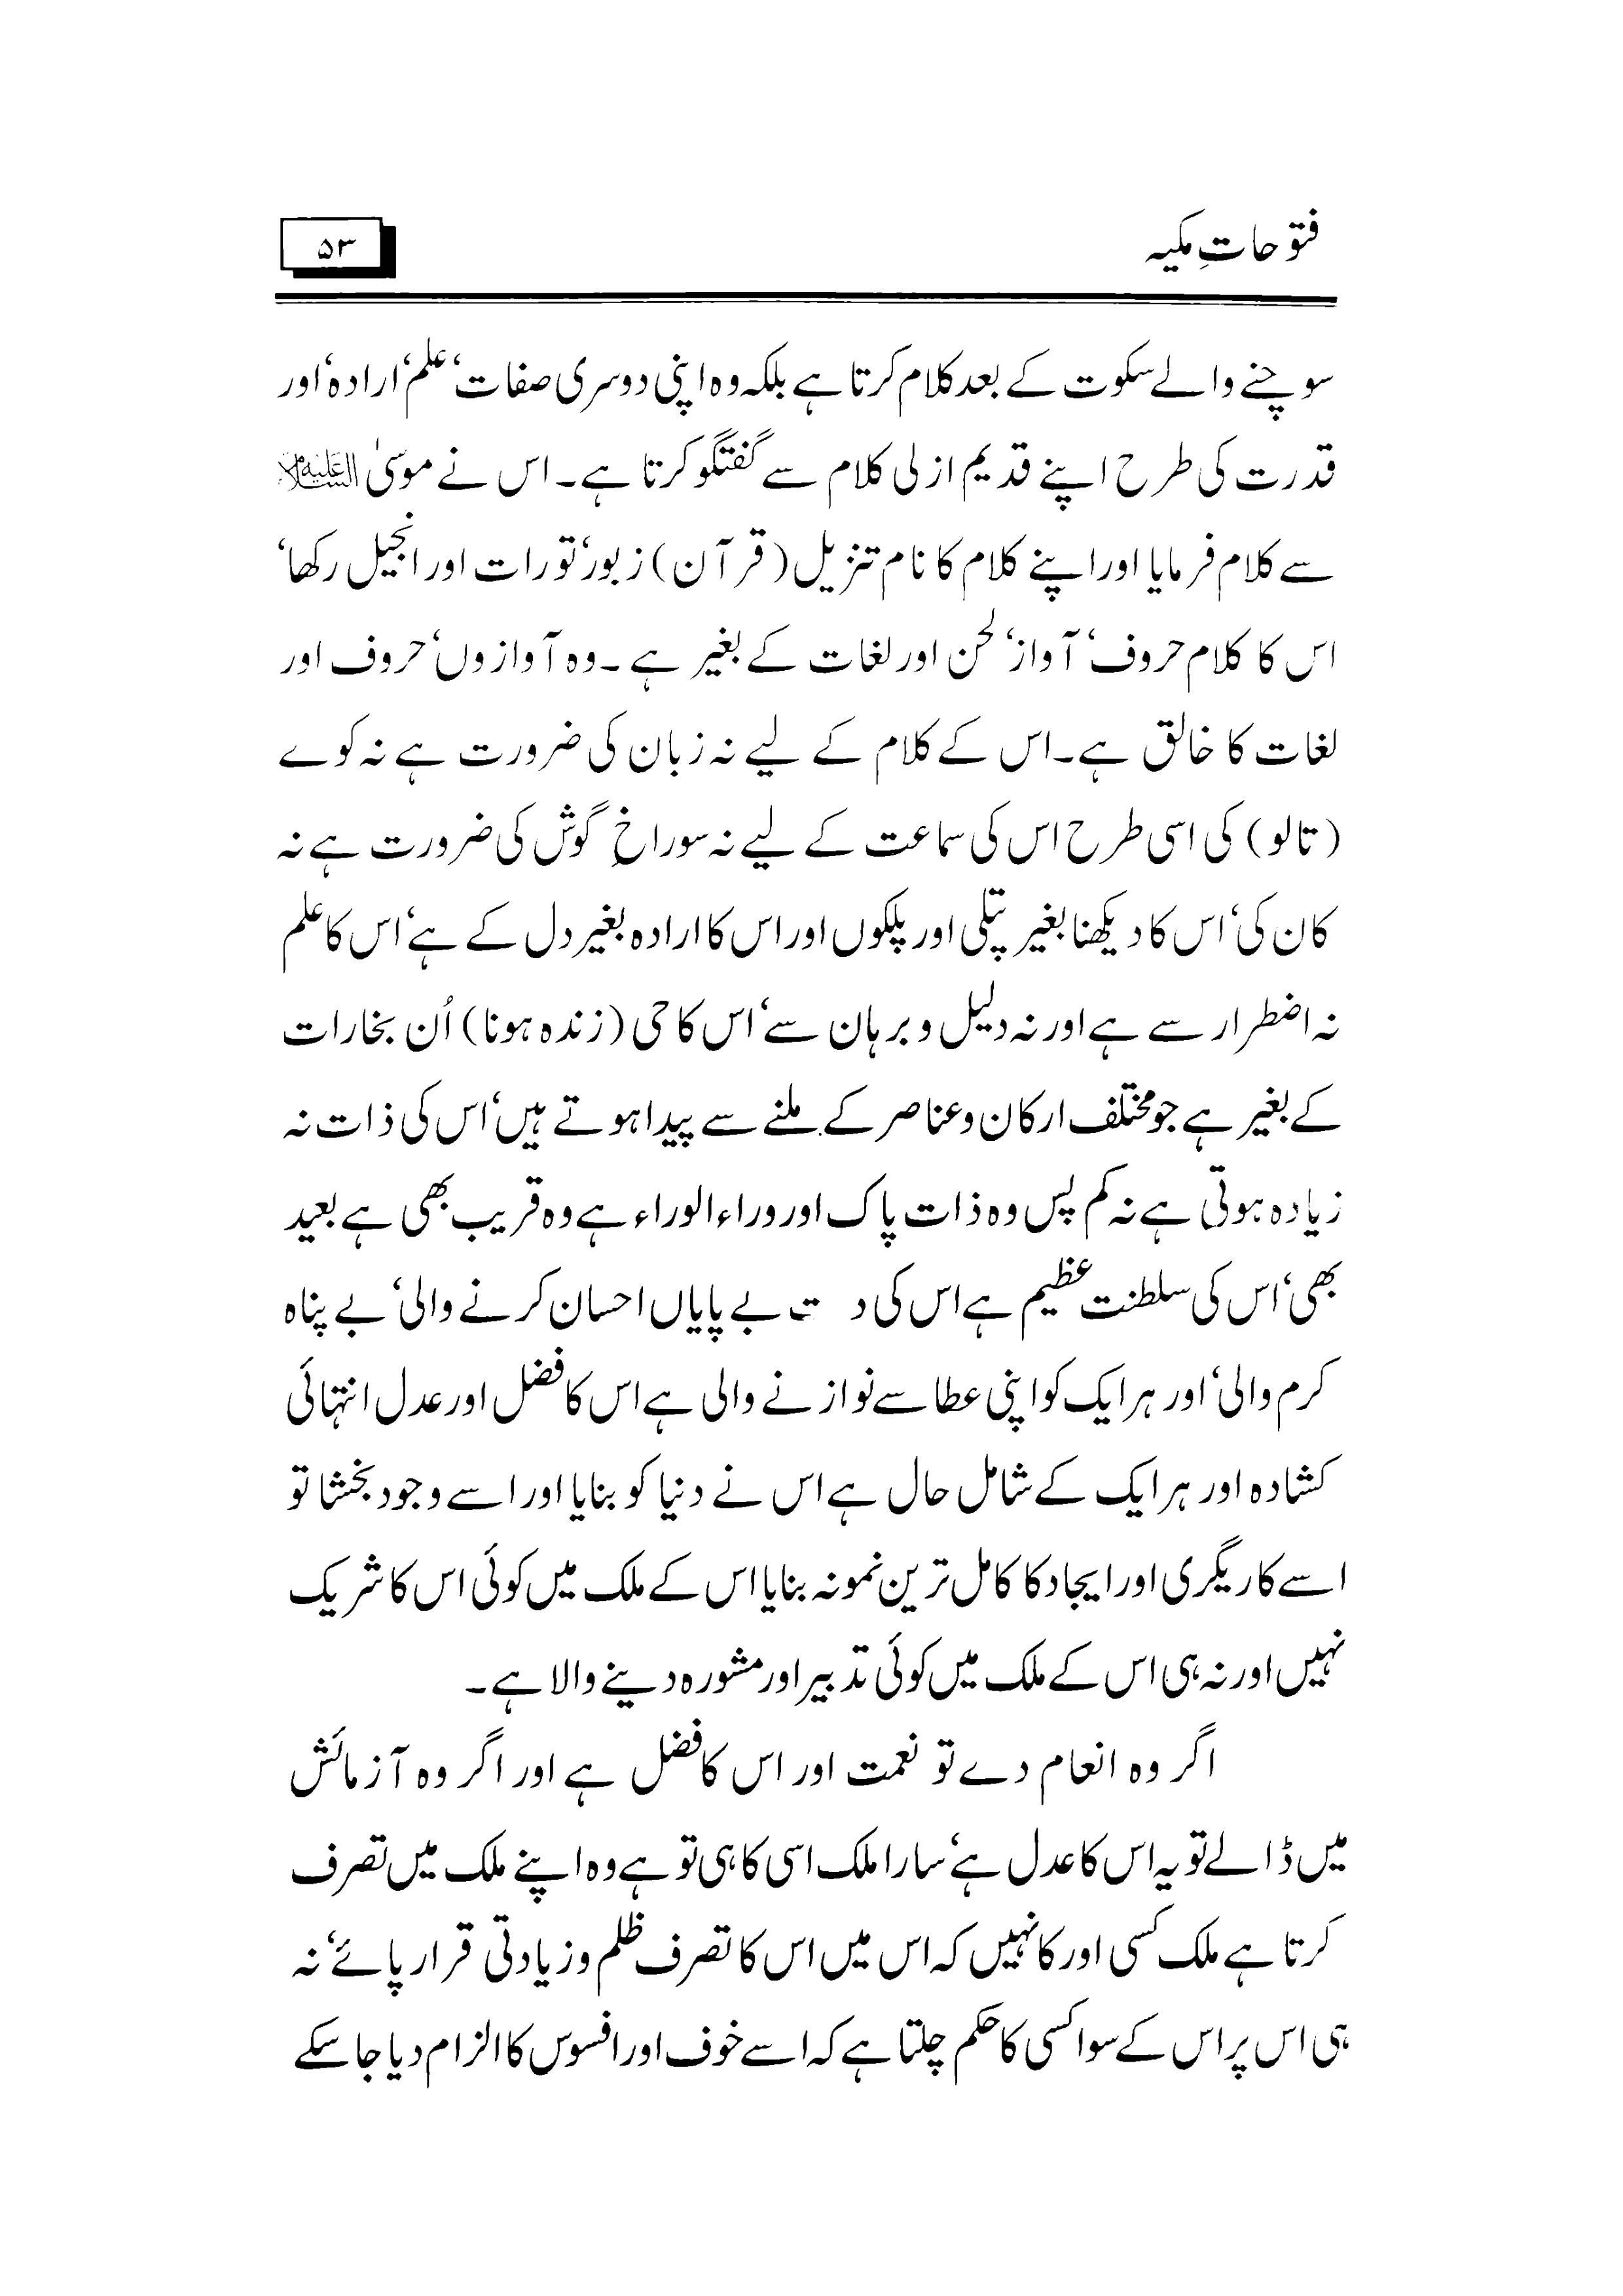 فتوحاتِ مکیہ
۵۳
سوچنے والے سکوت کے بعد کلام کرتا ہے بلکہ وہ اپنی دوسری صفات، علم، ارادہ، اور
قدرت کی طرح اپنے قدیم ازلی کلام سے گفتگو کرتا ہے۔ اس نے موسیٰ علیہ السلام
سے کلام فرمایا اور اپنے کلام کا نام تنزیل (قرآن) زبور، تورات اور انجیل رکھا،
اس کا کلام حروف، آواز، لحن اور لغات کے بغیر ہے۔ وہ آوازوں، حروف اور
لغات کا خالق ہے۔ اس کے کلام کے لیے نہ زبان کی ضرورت ہے نہ کوے
(تالو) کی اسی طرح اس کی سماعت کے لیے نہ سوراخِ گوش کی ضرورت ہے نہ
کان کی، اس کا دیکھنا بغیر پتلی اور پلکوں اور اس کا ارادہ بغیر دل کے ہے، اس کا علم
نہ اضطرار سے ہے اور نہ دلیل و برہان سے، اس کا حی (زندہ ہونا) اُن بخارات
کے بغیر ہے جو مختلف ارکان و عناصر کے ملنے سے پیدا ہوتے ہیں، اس کی ذات نہ
زیادہ ہوتی ہے نہ کم پس وہ ذات پاک اور وراء الوراء ہے وہ قریب بھی ہے بعید
بھی، اس کی سلطنت عظیم ہے اس کی بے پایاں احسان کرنے والی، بے پناہ
کرم والی، اور ہر ایک کو اپنی عطا سے نوازنے والی ہے اس کا فضل اور عدل انتہائی
کشادہ اور ہر ایک کے شامل حال ہے اس نے دنیا کو بنایا اور اسے وجود بخشا تو
اسے کاریگری اور ایجاد کا کامل ترین نمونہ بنایا اس کے ملک میں کوئی اس کا شریک
نہیں اور نہ ہی اس کے ملک میں کوئی تدبیر اور مشورہ دینے والا ہے۔
اگر وہ انعام دے تو نعمت اور اس کا فضل ہے اور اگر وہ آزمائش
میں ڈالے تو یہ اس کا عدل ہے، سارا ملک اسی کا ہی تو ہے وہ اپنے ملک میں تصرف
کرتا ہے ملک کسی اور کا نہیں کہ اس میں اس کا تصرف ظلم و زیادتی قرار پائے، نہ
ہی اس پر اس کے سوا کسی کا حکم چلتا ہے کہ اسے خوف اور افسوس کا الزام دیا جا سکے